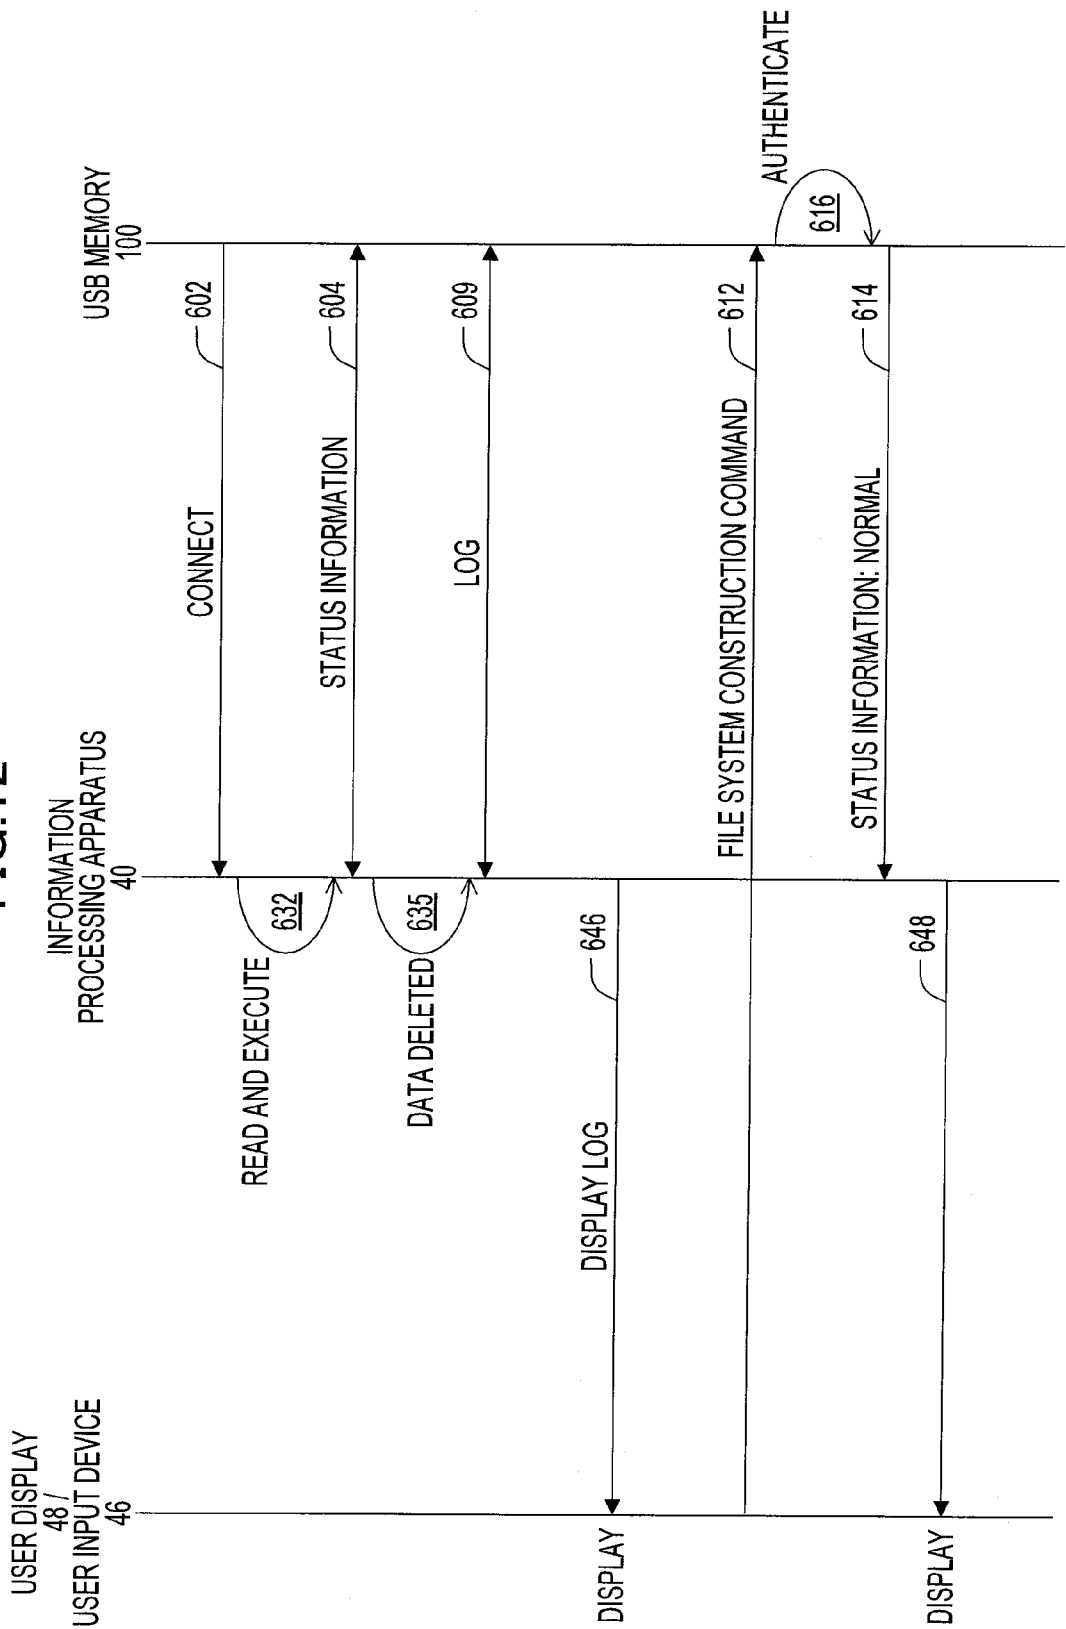 USER DISPLAY
48 /
USER INPUT DEVICE
46
INFORMATION
PROCESSING APPARATUS
40
USB MEMORY
100
CONNECT
602
READ AND EXECUTE
632
STATUS INFORMATION
604
DATA DELETED
635
LOG
609
DISPLAY
DISPLAY LOG
646
FILE SYSTEM CONSTRUCTION COMMAND
612
AUTHENTICATE
616
STATUS INFORMATION: NORMAL
614
DISPLAY
648